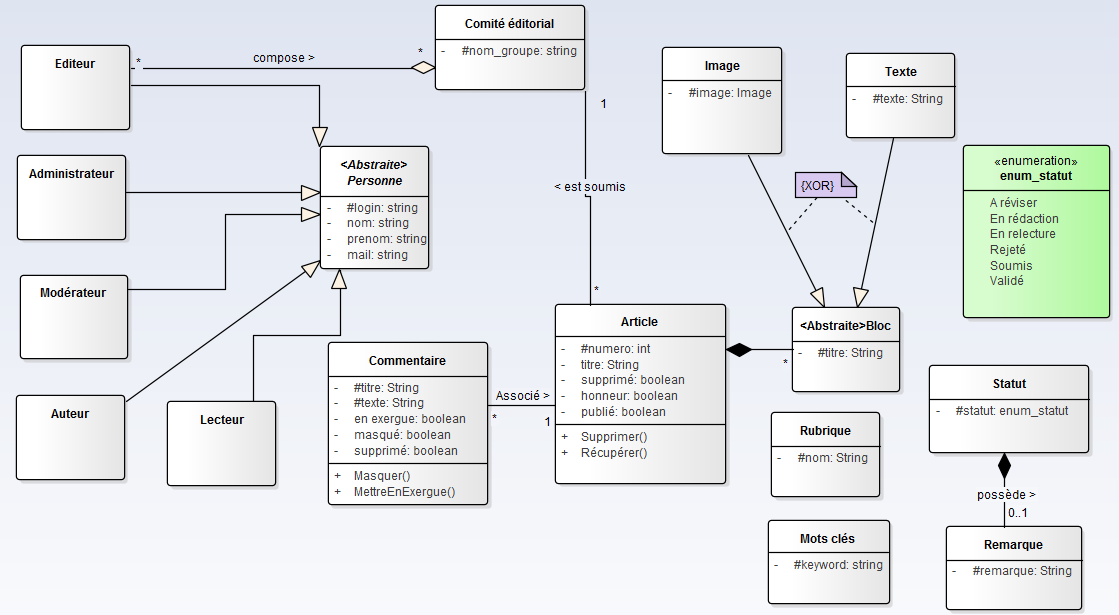 Comité éditorial
- #nom_groupe: string
Editeur
* compose > *
Image
- #image: Image
Texte
- #texte: String
1
«enumeration»
enum_statut
A réviser
En rédaction
En relecture
Rejeté
Soumis
Validé
Administrateur
<Abstraite>
Personne
- #login: string
- nom: string
- prenom: string
- mail: string
< est soumis
{XOR}
*
Modérateur
Article
- #numero: int
- titre: String
- supprimé: boolean
- honneur: boolean
- publié: boolean
+ Supprimer()
+ Récupérer()
<Abstraite>Bloc
- #titre: String
*
Commentaire
- #titre: String
- #texte: String
- en exergue: boolean
- masqué: boolean
- supprimé: boolean
+ Masquer()
+ MettreEnExergue()
Associé >
* 1
Auteur
Lecteur
Statut
- #statut: enum_statut
Rubrique
- #nom: String
possède >
0..1
Mots clés
- #keyword: string
Remarque
- #remarque: String